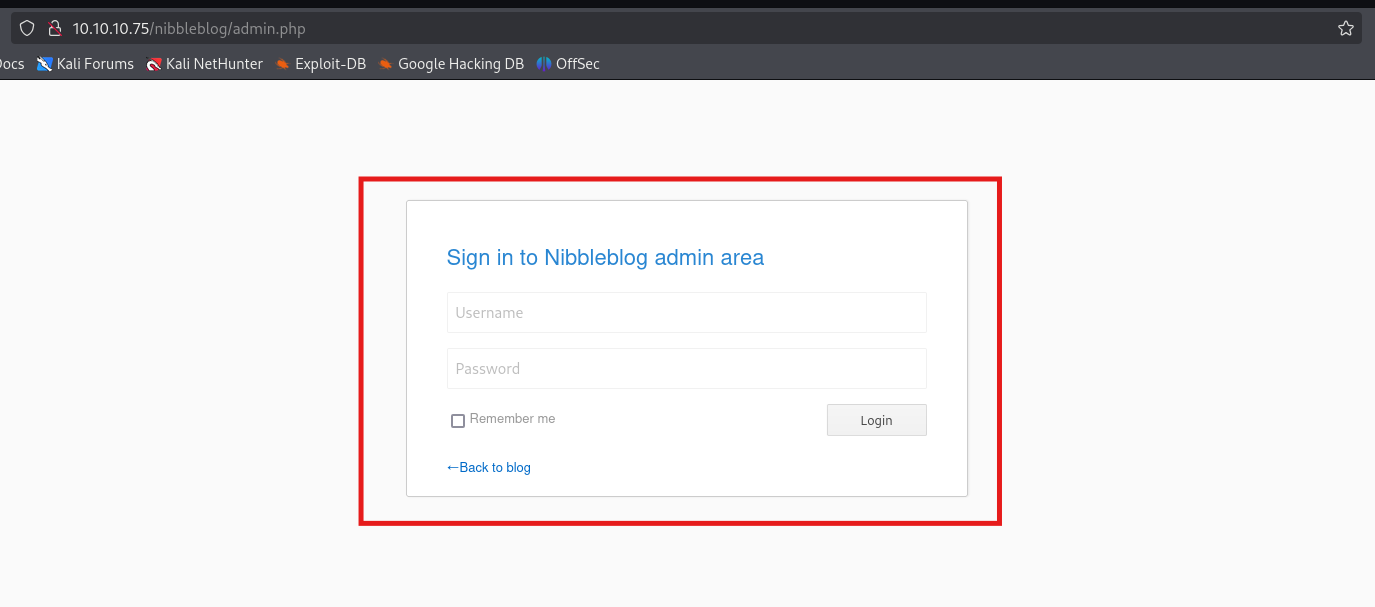 10.10.10.75/nibbleblog/admin.php
Docs Kali Forums Kali NetHunter Exploit-DB Google Hacking DB OffSec
Sign in to Nibbleblog admin area
Username
Password
Remember me Login
←Back to blog